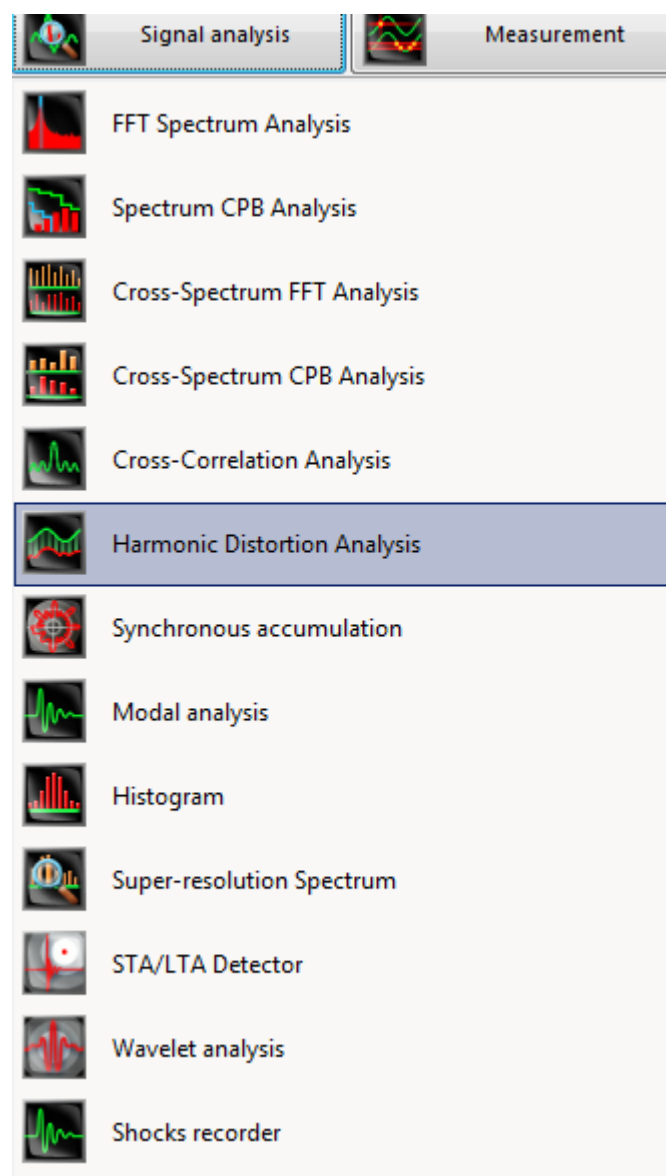 Signal analysis
Measurement
FFT Spectrum Analysis
Spectrum CPB Analysis
Cross-Spectrum FFT Analysis
Cross-Spectrum CPB Analysis
Cross-Correlation Analysis
Harmonic Distortion Analysis
Synchronous accumulation
Modal analysis
Histogram
Super-resolution Spectrum
STA/LTA Detector
Wavelet analysis
Shocks recorder